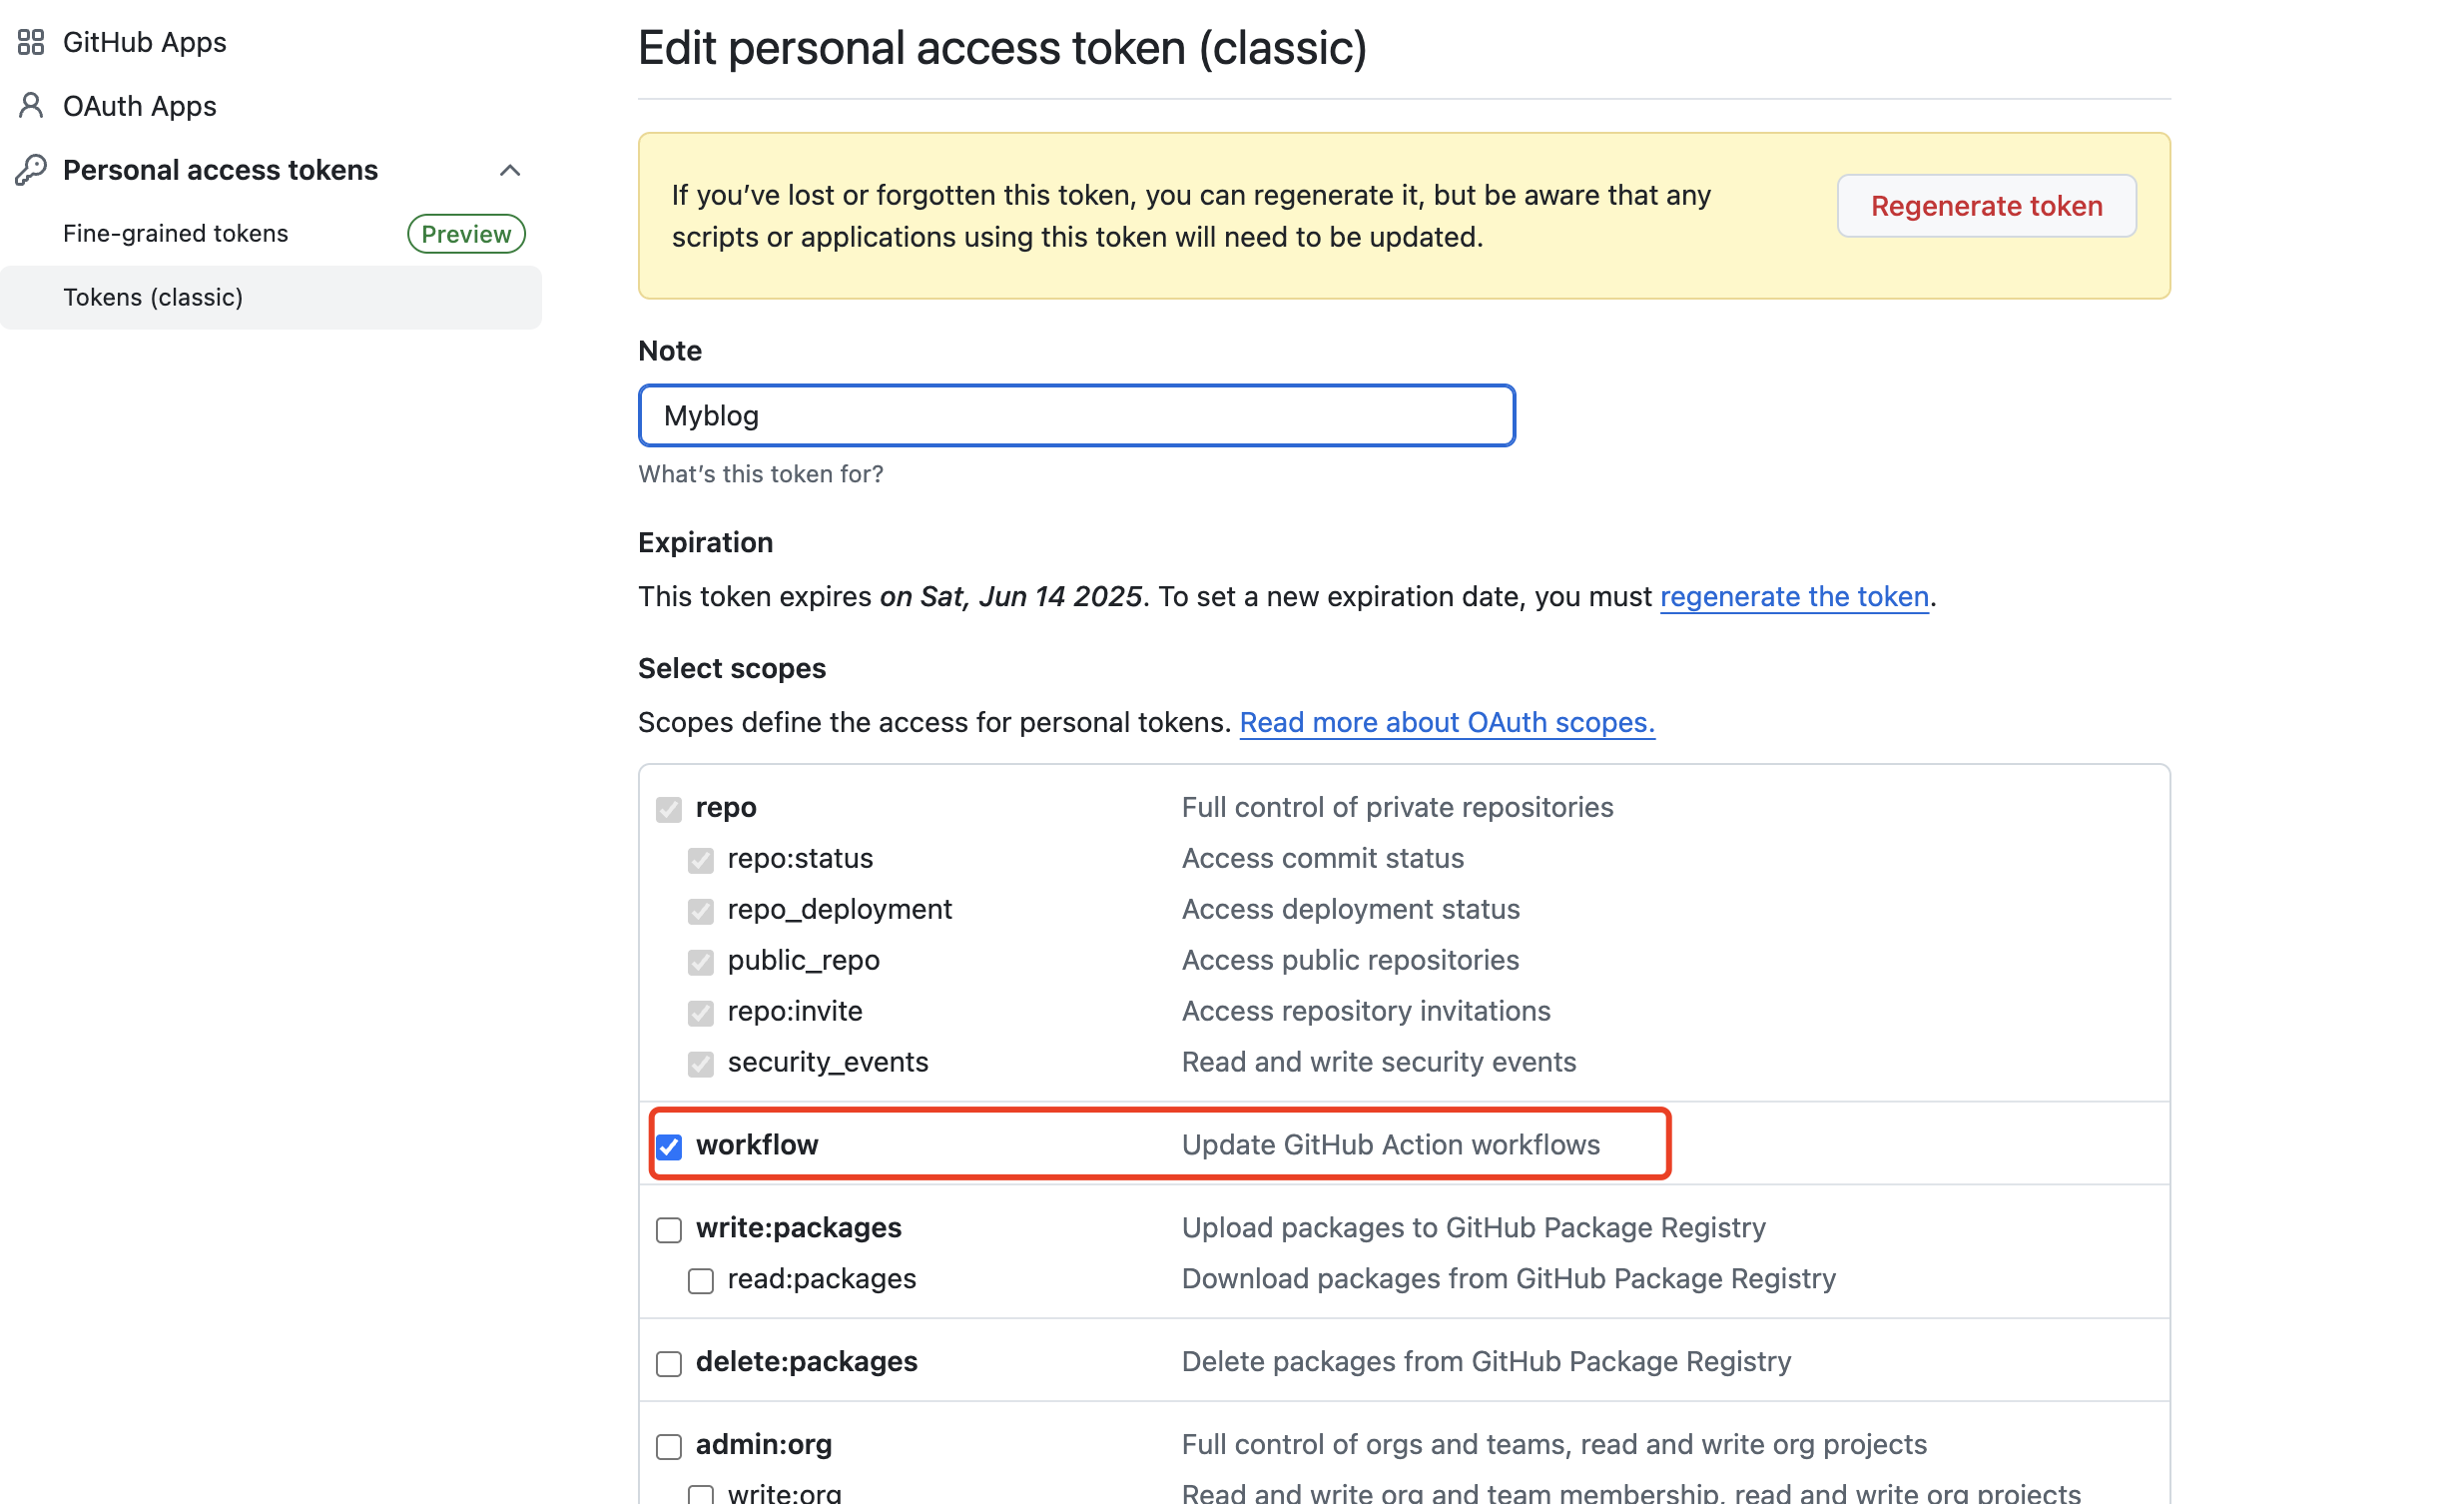 GitHub Apps
OAuth Apps
Personal access tokens
Fine-grained tokens Preview
Tokens (classic)
Edit personal access token (classic)
If you’ve lost or forgotten this token, you can regenerate it, but be aware that any
scripts or applications using this token will need to be updated.
Regenerate token
Note
Myblog
What’s this token for?
Expiration
This token expires on Sat, Jun 14 2025. To set a new expiration date, you must regenerate the token.
Select scopes
Scopes define the access for personal tokens. Read more about OAuth scopes.
repo Full control of private repositories
repo:status Access commit status
repo_deployment Access deployment status
public_repo Access public repositories
repo:invite Access repository invitations
security_events Read and write security events
workflow Update GitHub Action workflows
write:packages Upload packages to GitHub Package Registry
read:packages Download packages from GitHub Package Registry
delete:packages Delete packages from GitHub Package Registry
admin:org Full control of orgs and teams, read and write org projects
write:org Read and write org and team membership, read and write org projects